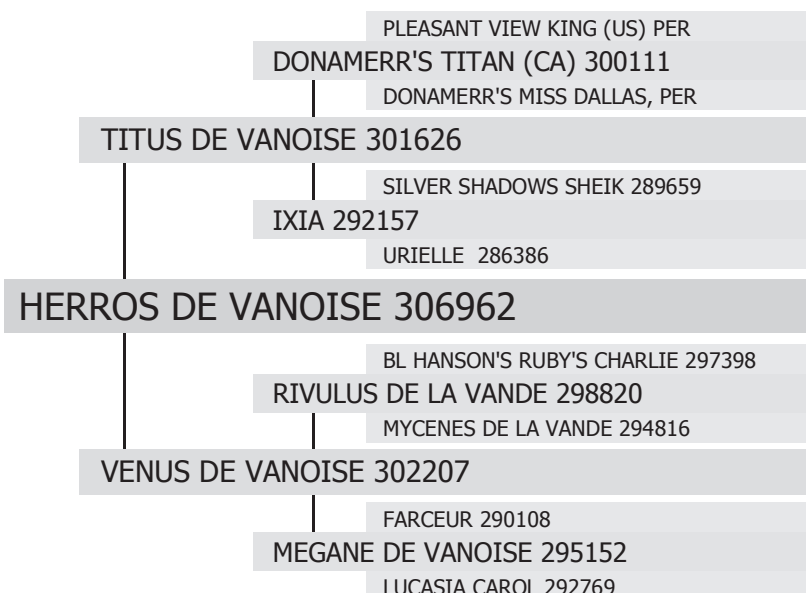 PLEASANT VIEW KING (US) PER
DONAMERR'S TITAN (CA) 300111
DONAMERR'S MISS DALLAS, PER
TITUS DE VANOISE 301626
SILVER SHADOWS SHEIK 289659
IXIA 292157
URIELLE 286386
HERROS DE VANOISE 306962
BL HANSON'S RUBY'S CHARLIE 297398
RIVULUS DE LA VANDE 298820
MYCENES DE LA VANDE 294816
VENUS DE VANOISE 302207
FARCEUR 290108
MEGANE DE VANOISE 295152
LUCASIA CAROL 292769